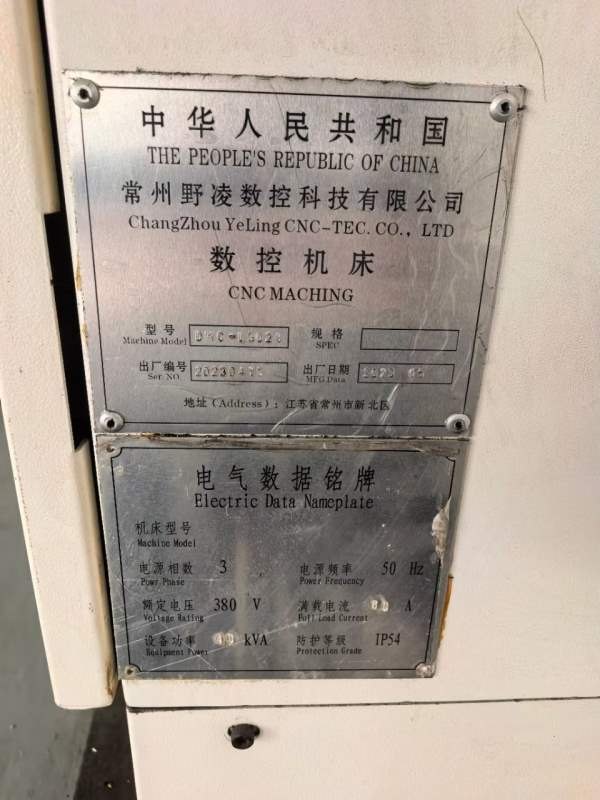 中华人民共和国
THE PEOPLE'S REPUBLIC OF CHINA
常州野凌数控科技有限公司
ChangZhou YeLing CNC-TEC. CO., LTD
数控机床
CNC MACHING
型号 规格
Machine Model SPEC
出厂编号 出厂日期
Ser. NO MFG Data
地址（Address）：江苏省常州市新北区
电气数据铭牌
Electric Data Nameplate
机床型号
Machine Model
电源相数 3 电源频率 50 Hz
Powr Phase Power Frequency
额定电压 380 V 满载电流 A
Voltage Rating Full Load Current
设备功率 kVA 防护等级 IP54
Equipment Power Protection Grade